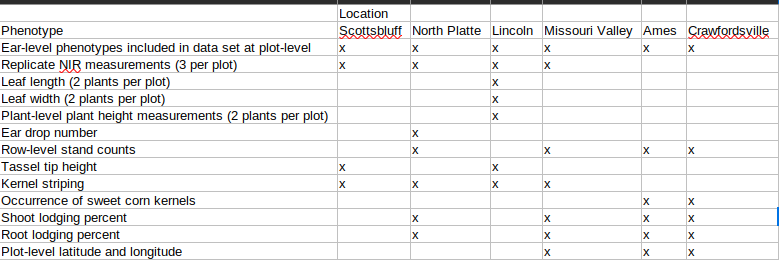 Location
Phenotype Scottsbluff North Platte Lincoln Missouri Valley Ames Crawfordsville
Ear-level phenotypes included in data set at plot-level x x x x x x
Replicate NIR measurements (3 per plot) x x x x
Leaf length (2 plants per plot) x
Leaf width (2 plants per plot) x
Plant-level plant height measurements (2 plants per plot) x
Ear drop number x
Row-level stand counts x x x x
Tassel tip height x x
Kernel striping x x x x
Occurrence of sweet corn kernels x x
Shoot lodging percent x x x x
Root lodging percent x x x x
Plot-level latitude and longitude x x x